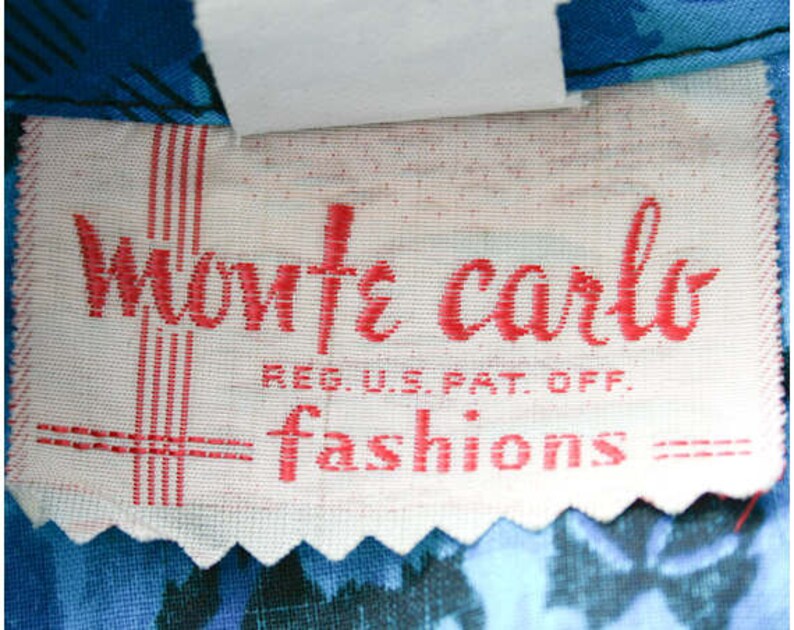 monte carlo
REG. U.S. PAT. OFF.
fashions